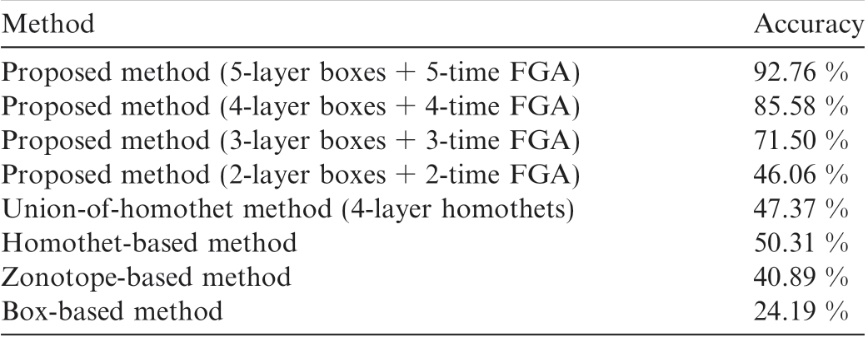 Method Accuracy
Proposed method (5-layer boxes + 5-time FGA) 92.76 %
Proposed method (4-layer boxes + 4-time FGA) 85.58 %
Proposed method (3-layer boxes + 3-time FGA) 71.50 %
Proposed method (2-layer boxes + 2-time FGA) 46.06 %
Union-of-homothet method (4-layer homothets) 47.37 %
Homothet-based method 50.31 %
Zonotope-based method 40.89 %
Box-based method 24.19 %